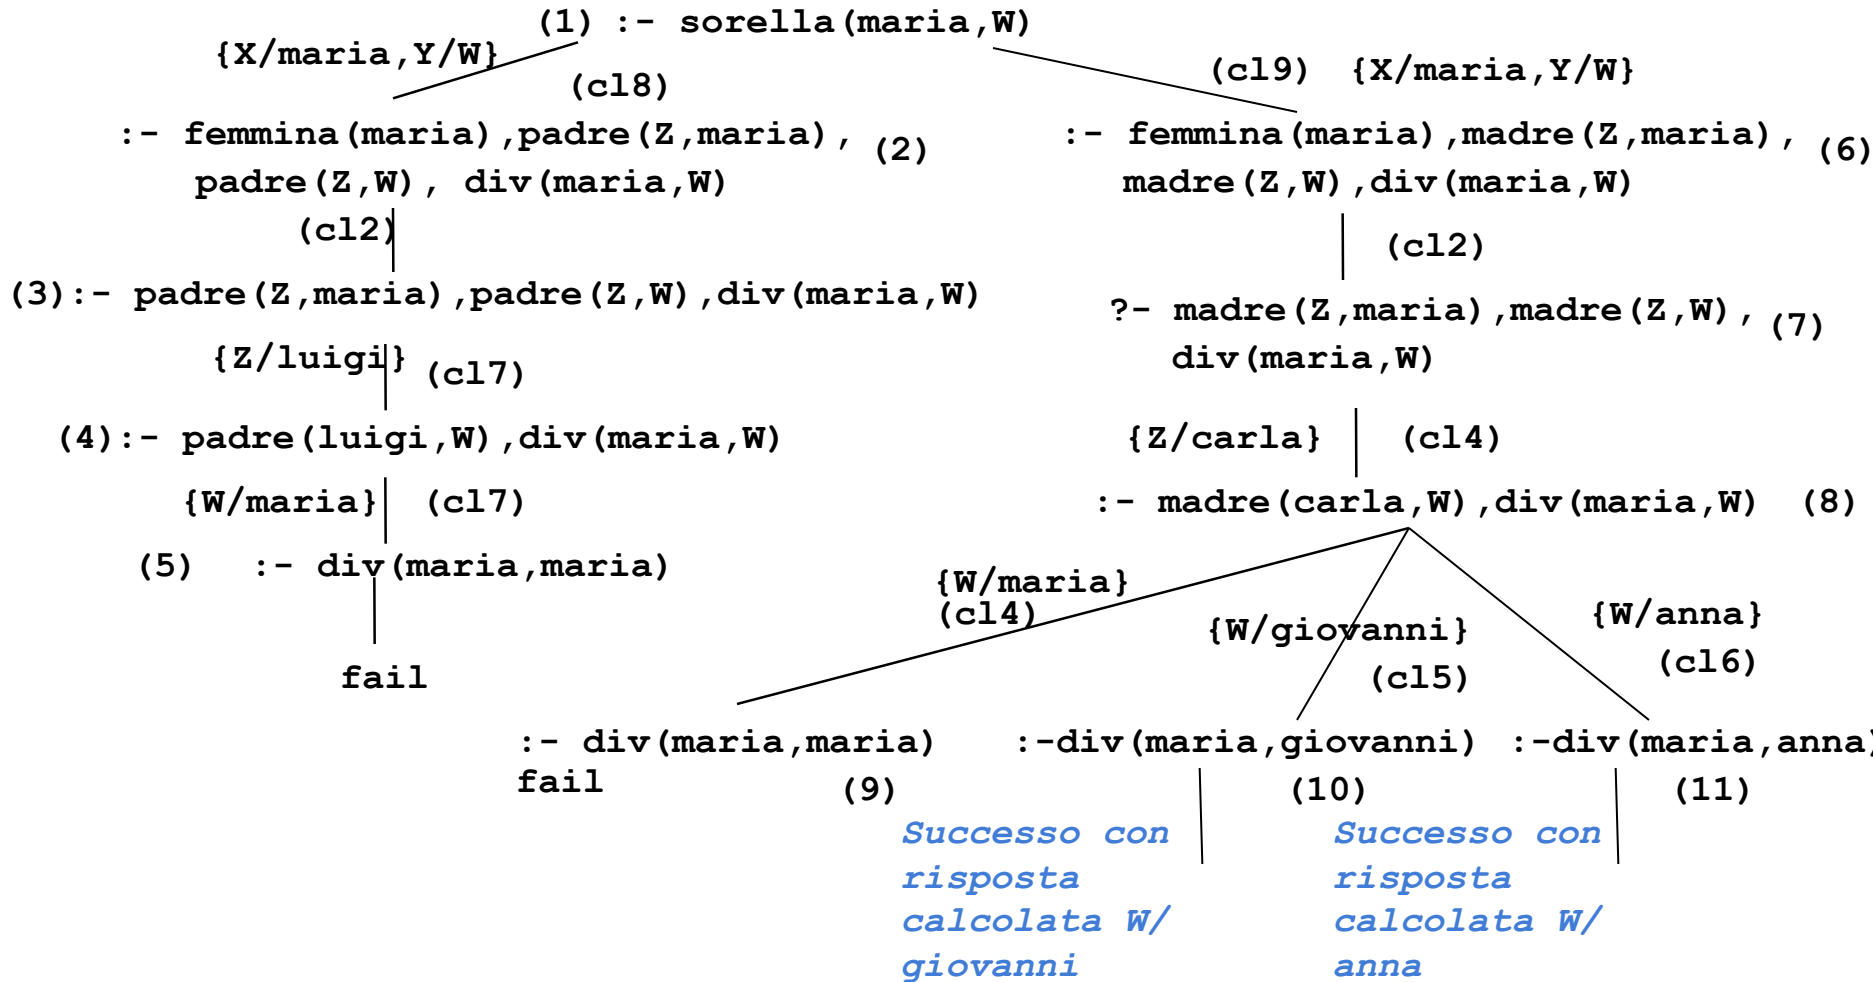 (1) :- sorella(maria,W)
{X/maria,Y/W}
(cl8)
(cl9) {X/maria,Y/W}
:- femmina(maria),padre(Z,maria), (2)
padre(Z,W), div(maria,W)
:- femmina(maria),madre(Z,maria), (6)
madre(Z,W),div(maria,W)
(cl2)
(cl2)
(3):- padre(Z,maria),padre(Z,W),div(maria,W)
?- madre(Z,maria),madre(Z,W), (7)
div(maria,W)
{Z/luigi} (cl7)
(4):- padre(luigi,W),div(maria,W)
{Z/carla} (cl4)
{W/maria} (cl7)
:- madre(carla,W),div(maria,W) (8)
(5) :- div(maria,maria)
fail
{W/maria}
(cl4)
{W/giovanni}
(cl5)
{W/anna}
(cl6)
:- div(maria,maria)
fail (9)
:-div(maria,giovanni)
(10)
:-div(maria,anna)
(11)
Successo con
risposta
calcolata W/
giovanni
Successo con
risposta
calcolata W/
anna